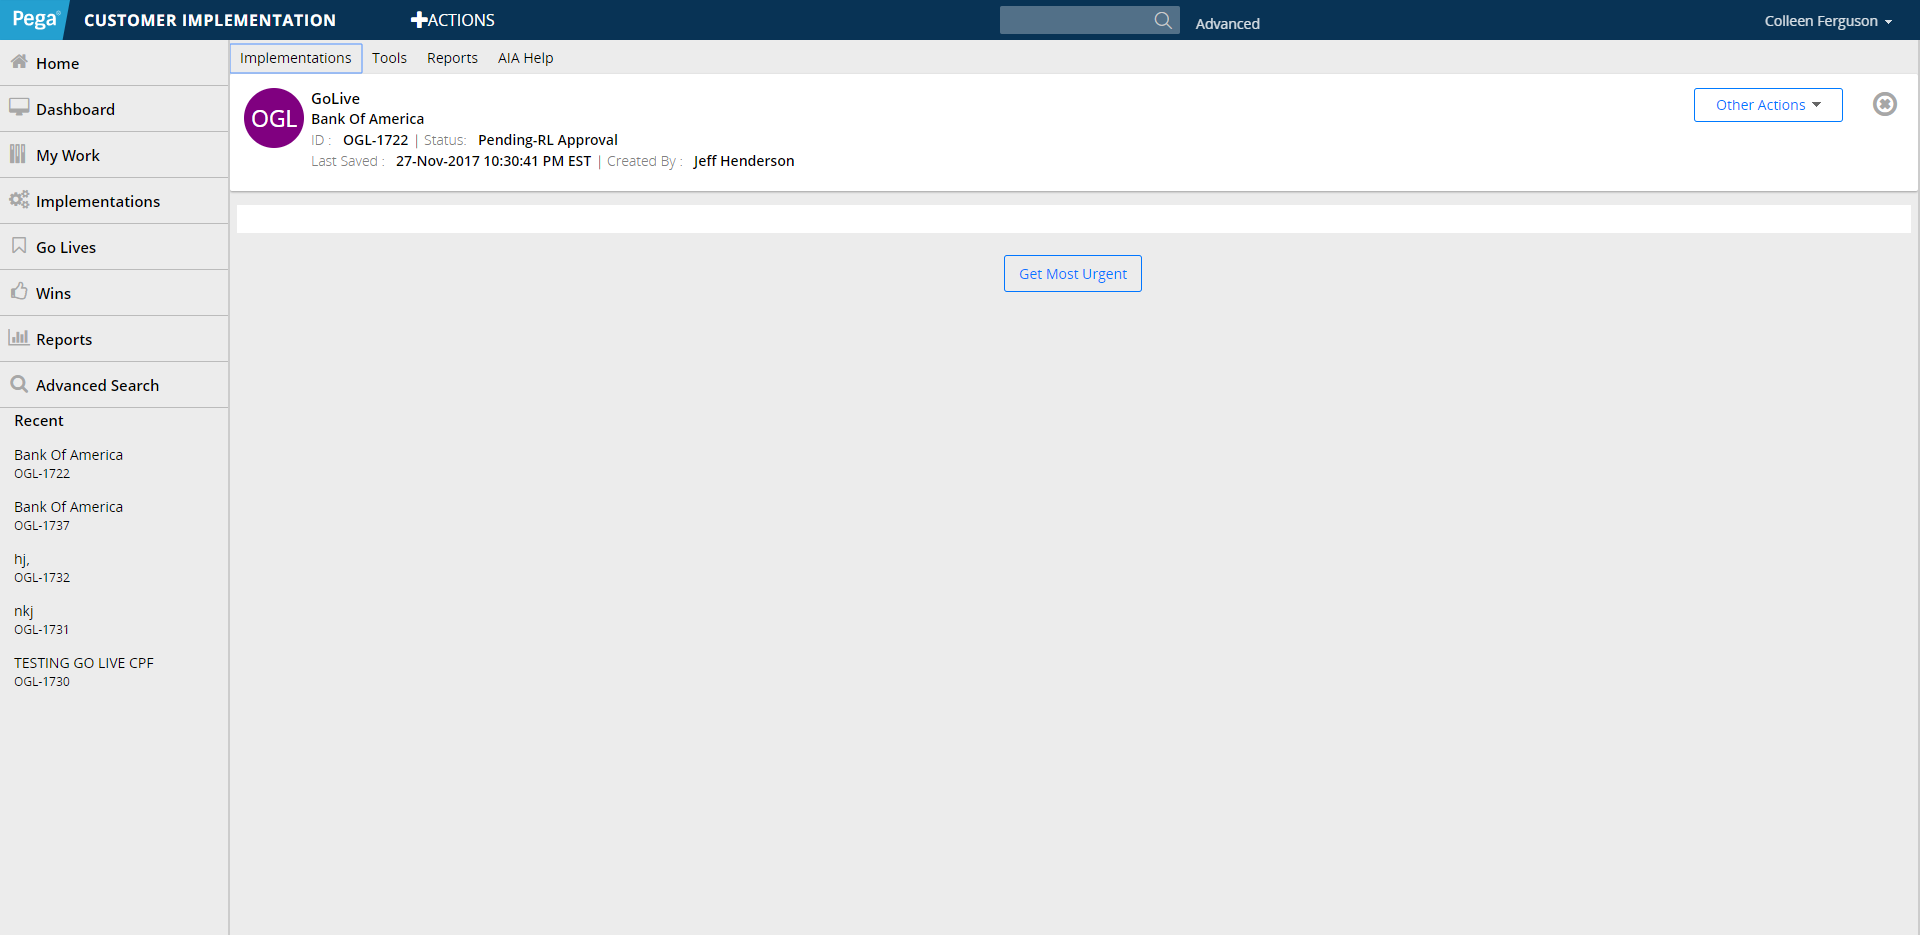 Pega® CUSTOMER IMPLEMENTATION ACTIONS Advanced Colleen Ferguson
Home
Dashboard
My Work
Implementations
Go Lives
Wins
Reports
Advanced Search
Recent
Bank Of America
OGL-1722
Bank Of America
OGL-1737
hj,
OGL-1732
nkj
OGL-1731
TESTING GO LIVE CPF
OGL-1730
Implementations Tools Reports AIA Help
OGL
GoLive
Bank Of America
ID : OGL-1722 | Status: Pending-RL Approval
Last Saved : 27-Nov-2017 10:30:41 PM EST | Created By : Jeff Henderson
Other Actions
Get Most Urgent